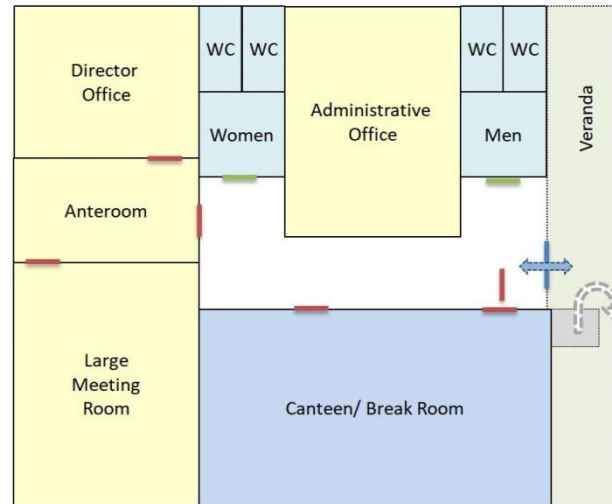 WC
WC
WC
WC
Director
Office
Administrative
Office
Women
Men
Veranda
Anteroom
Large
Meeting
Room
Canteen/ Break Room